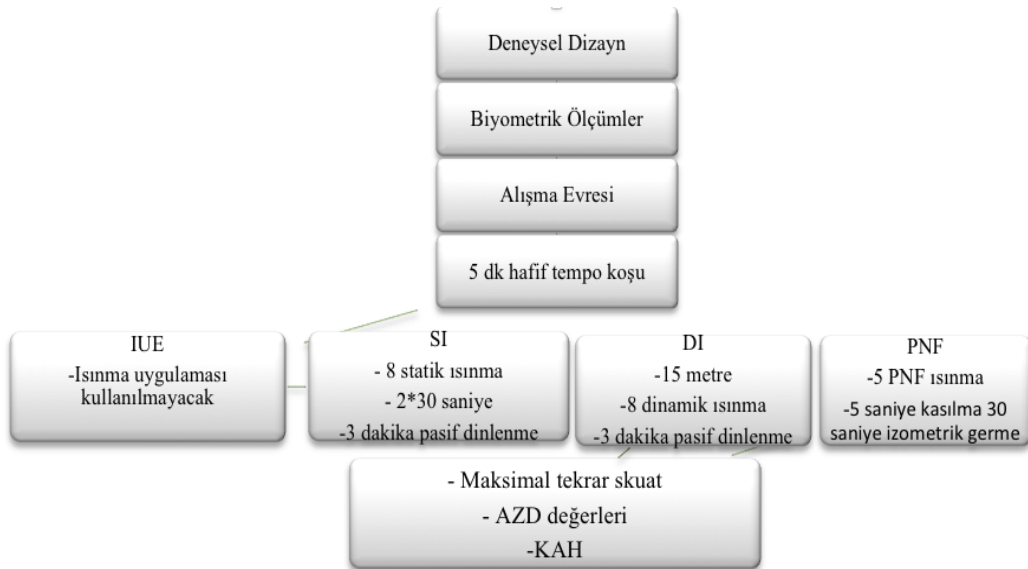 Deneysel Dizayn
Biyometrik Ölçümler
Alışma Evresi
5 dk hafif tempo koşu
IUE
-Isınma uygulaması
kullanılmayacak
SI
- 8 statik ısınma
- 2*30 saniye
-3 dakika pasif dinlenme
DI
-15 metre
-8 dinamik ısınma
-3 dakika pasif dinlenme
PNF
-5 PNF ısınma
-5 saniye kasılma 30
saniye izometrik germe
- Maksimal tekrar skuat
- AZD değerleri
-KAH